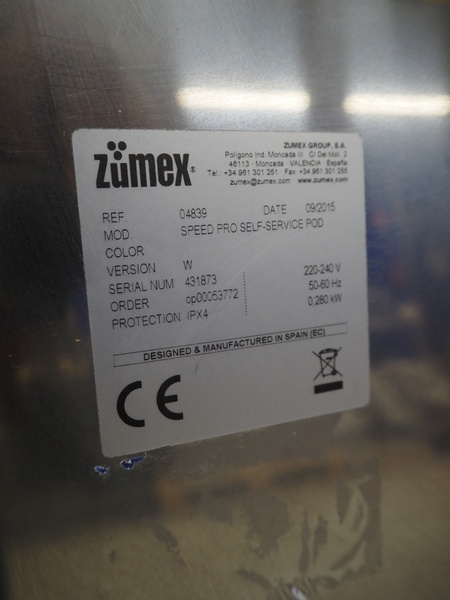 zümex®
ZUMEX GROUP, S.A.
Polígono Ind. Moncada III C/ Del Molí, 2
46113 · Moncada VALENCIA España
Tel.: +34 961 301 251 · Fax: +34 961 301 255
zumex@zumex.com · www.zumex.com
REF 04839 DATE 09/2015
MOD SPEED PRO SELF-SERVICE POD
COLOR
VERSION W 220-240 V
SERIAL NUM 431873 50-60 Hz
ORDER op00053772 0.280 kW
PROTECTION IPX4
DESIGNED & MANUFACTURED IN SPAIN (EC)
CE